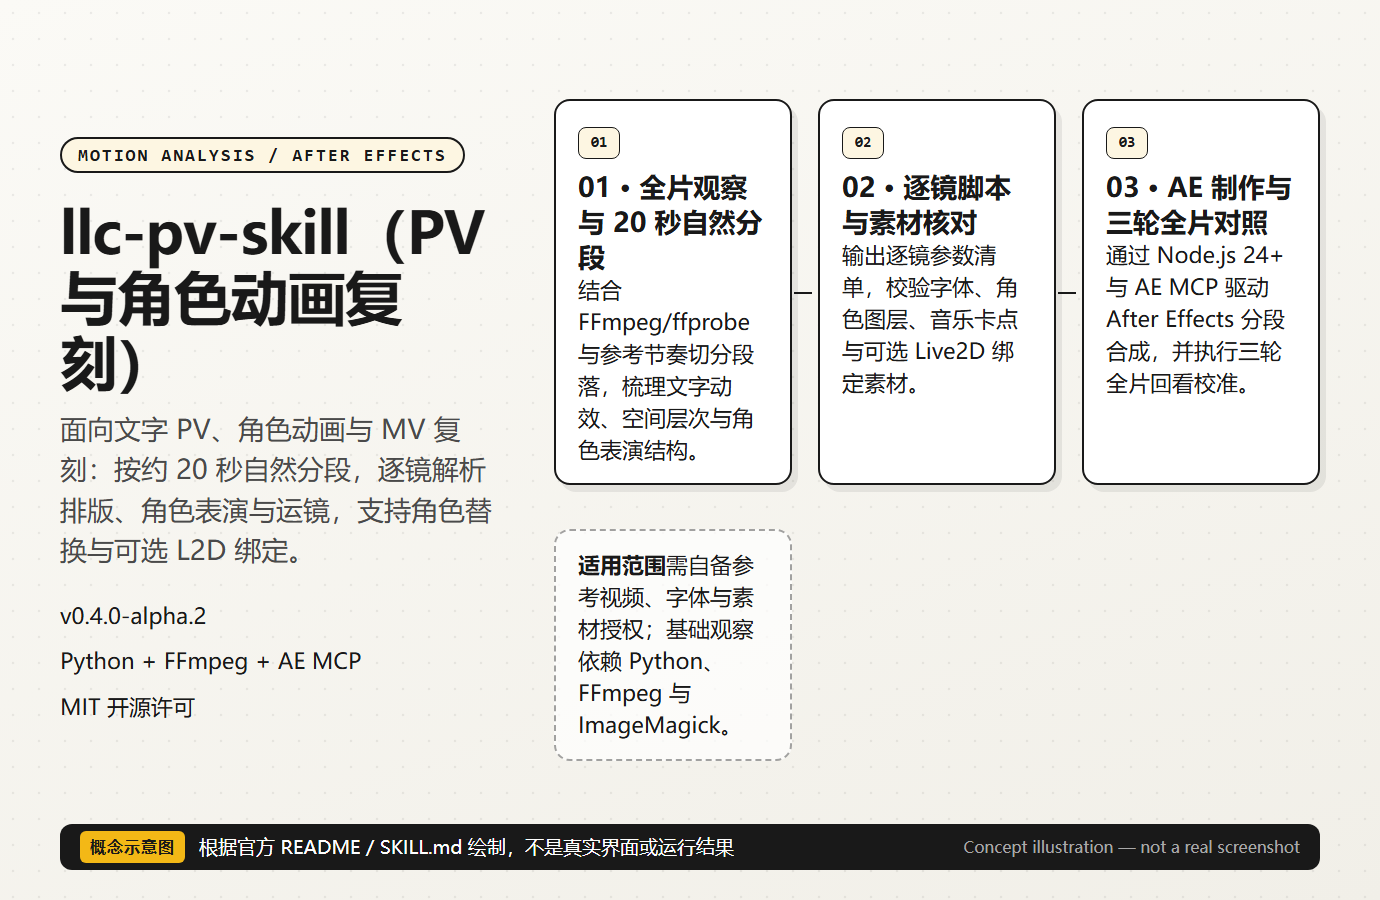 MOTION ANALYSIS / AFTER EFFECTS
llc-pv-skill（PV
与角色动画复
刻）
面向文字 PV、角色动画与 MV 复
刻：按约 20 秒自然分段，逐镜解析
排版、角色表演与运镜，支持角色替
换与可选 L2D 绑定。
v0.4.0-alpha.2
Python + FFmpeg + AE MCP
MIT 开源许可
01
01 · 全片观察
与 20 秒自然分
段
结合
FFmpeg/ffprobe
与参考节奏切分段
落，梳理文字动
效、空间层次与角
色表演结构。
02
02 · 逐镜脚本
与素材核对
输出逐镜参数清
单，校验字体、角
色图层、音乐卡点
与可选 Live2D 绑
定素材。
03
03 · AE 制作与
三轮全片对照
通过 Node.js 24+
与 AE MCP 驱动
After Effects 分段
合成，并执行三轮
全片回看校准。
适用范围需自备参
考视频、字体与素
材授权；基础观察
依赖 Python、
FFmpeg 与
ImageMagick。
概念示意图 根据官方 README / SKILL.md 绘制，不是真实界面或运行结果
Concept illustration — not a real screenshot